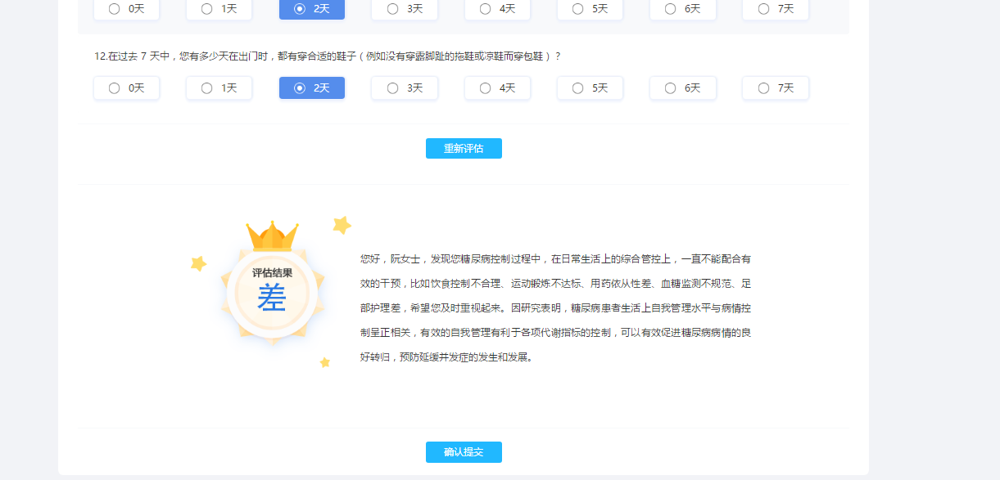 0天 1天 2天 3天 4天 5天 6天 7天
12.在过去 7 天中，您有多少天在出门时，都有穿合适的鞋子（例如没有穿露脚趾的拖鞋或凉鞋而穿包鞋）？
0天 1天 2天 3天 4天 5天 6天 7天
重新评估
评估结果
差
您好，阮女士，发现您糖尿病控制过程中，在日常生活上的综合管控上，一直不能配合有
效的干预，比如饮食控制不合理、运动锻炼不达标、用药依从性差、血糖监测不规范、足
部护理差，希望您及时重视起来。因研究表明，糖尿病患者生活上自我管理水平与病情控
制呈正相关，有效的自我管理有利于各项代谢指标的控制，可以有效促进糖尿病病情的良
好转归，预防延缓并发症的发生和发展。
确认提交